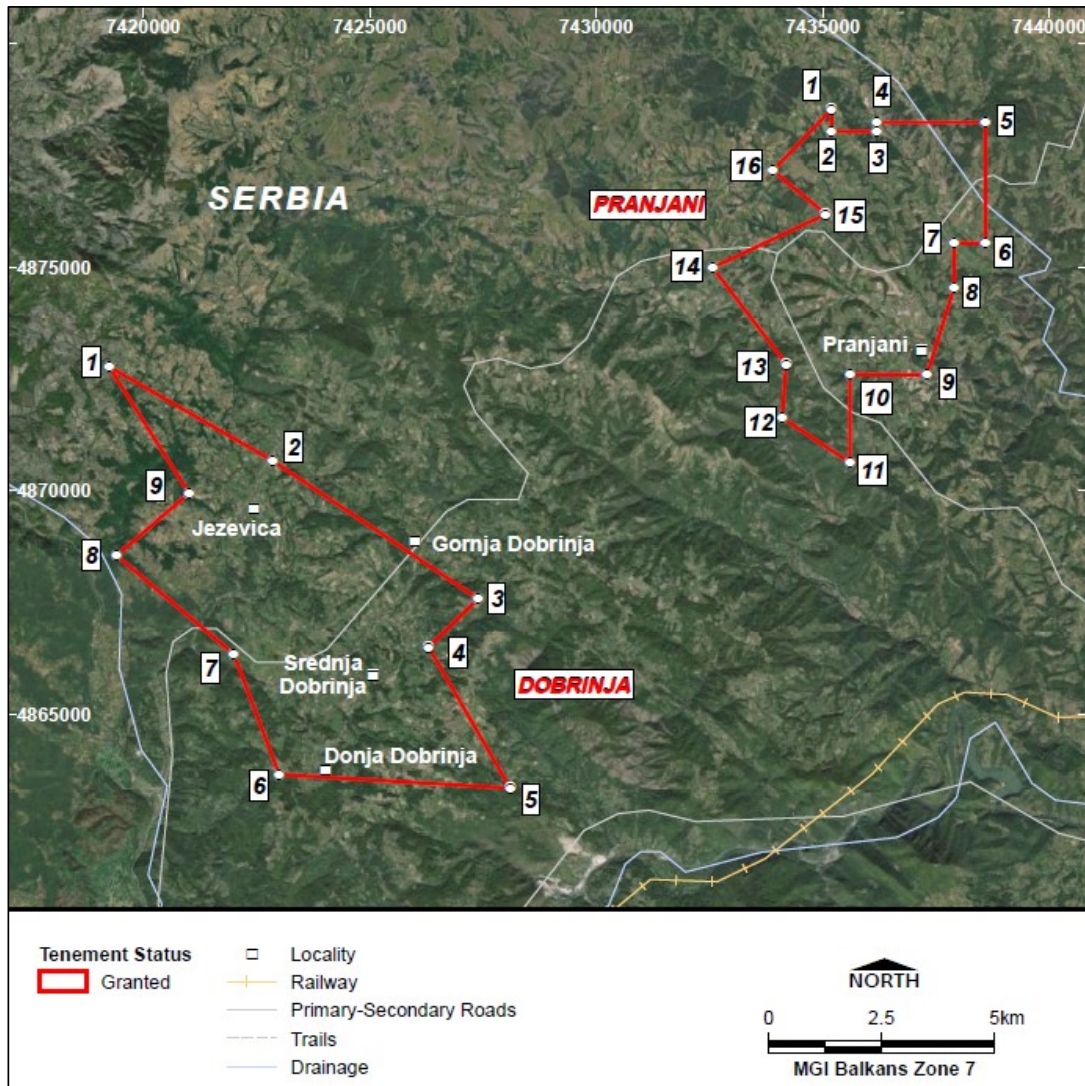 7420000
7425000
7430000
7435000
7440000
1
4
5
2
3
16
SERBIA
PRANJANI
15
7
6
4875000
14
8
Pranjani
1
13
9
10
12
2
11
9
4870000
Jezevica
8
Gornja Dobrinja
3
7
Srednja
Dobrinja
4
DOBRINJA
4865000
Donja Dobrinja
6
5
Tenement Status
Granted
Locality
Railway
Primary-Secondary Roads
Trails
Drainage
NORTH
0 2.5 5km
MGI Balkans Zone 7